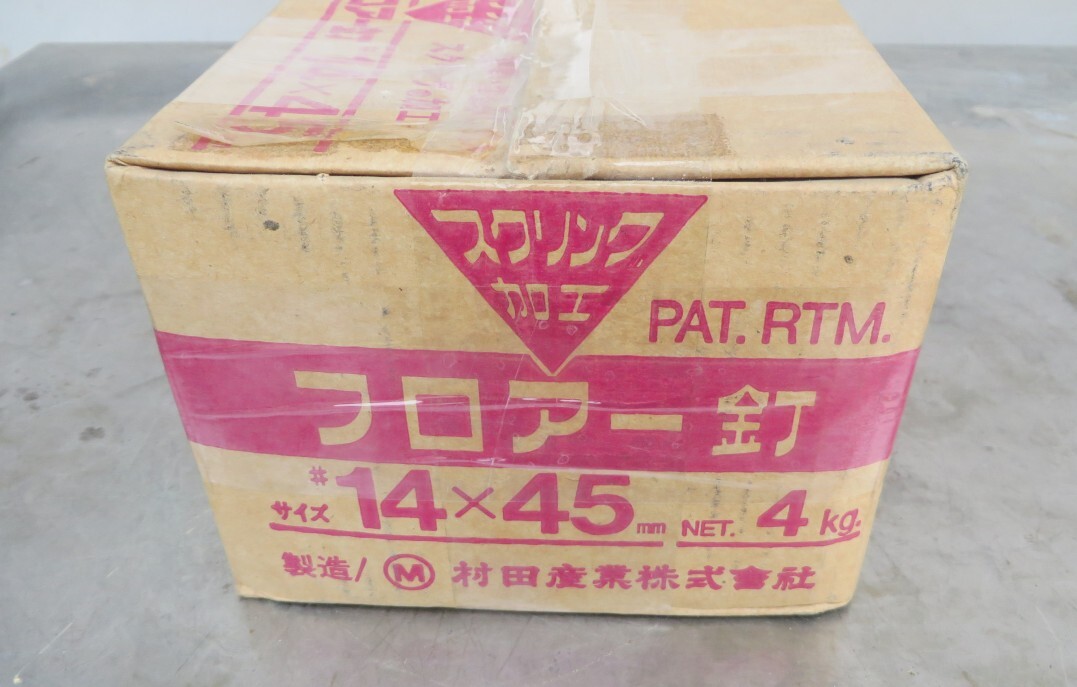 スクリング
加工
PAT. RTM.
フロアー釘
サイズ #14×45mm NET. 4kg.
製造/ M 村田産業株式會社